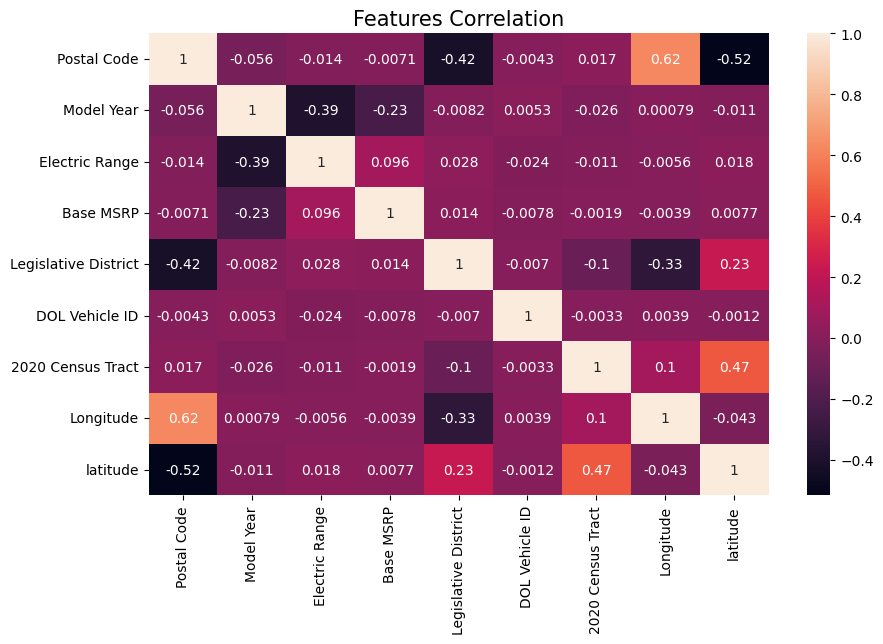 Features Correlation
Postal Code 1 -0.056 -0.014 -0.0071 -0.42 -0.0043 0.017 0.62 -0.52
Model Year -0.056 1 -0.39 -0.23 -0.0082 0.0053 -0.026 0.00079 -0.011
Electric Range -0.014 -0.39 1 0.096 0.028 -0.024 -0.011 -0.0056 0.018
Base MSRP -0.0071 -0.23 0.096 1 0.014 -0.0078 -0.0019 -0.0039 0.0077
Legislative District -0.42 -0.0082 0.028 0.014 1 -0.007 -0.1 -0.33 0.23
DOL Vehicle ID -0.0043 0.0053 -0.024 -0.0078 -0.007 1 -0.0033 0.0039 -0.0012
2020 Census Tract 0.017 -0.026 -0.011 -0.0019 -0.1 -0.0033 1 0.1 0.47
Longitude 0.62 0.00079 -0.0056 -0.0039 -0.33 0.0039 0.1 1 -0.043
latitude -0.52 -0.011 0.018 0.0077 0.23 -0.0012 0.47 -0.043 1
Postal Code
Model Year
Electric Range
Base MSRP
Legislative District
DOL Vehicle ID
2020 Census Tract
Longitude
latitude
1.0
0.8
0.6
0.4
0.2
0.0
−0.2
−0.4